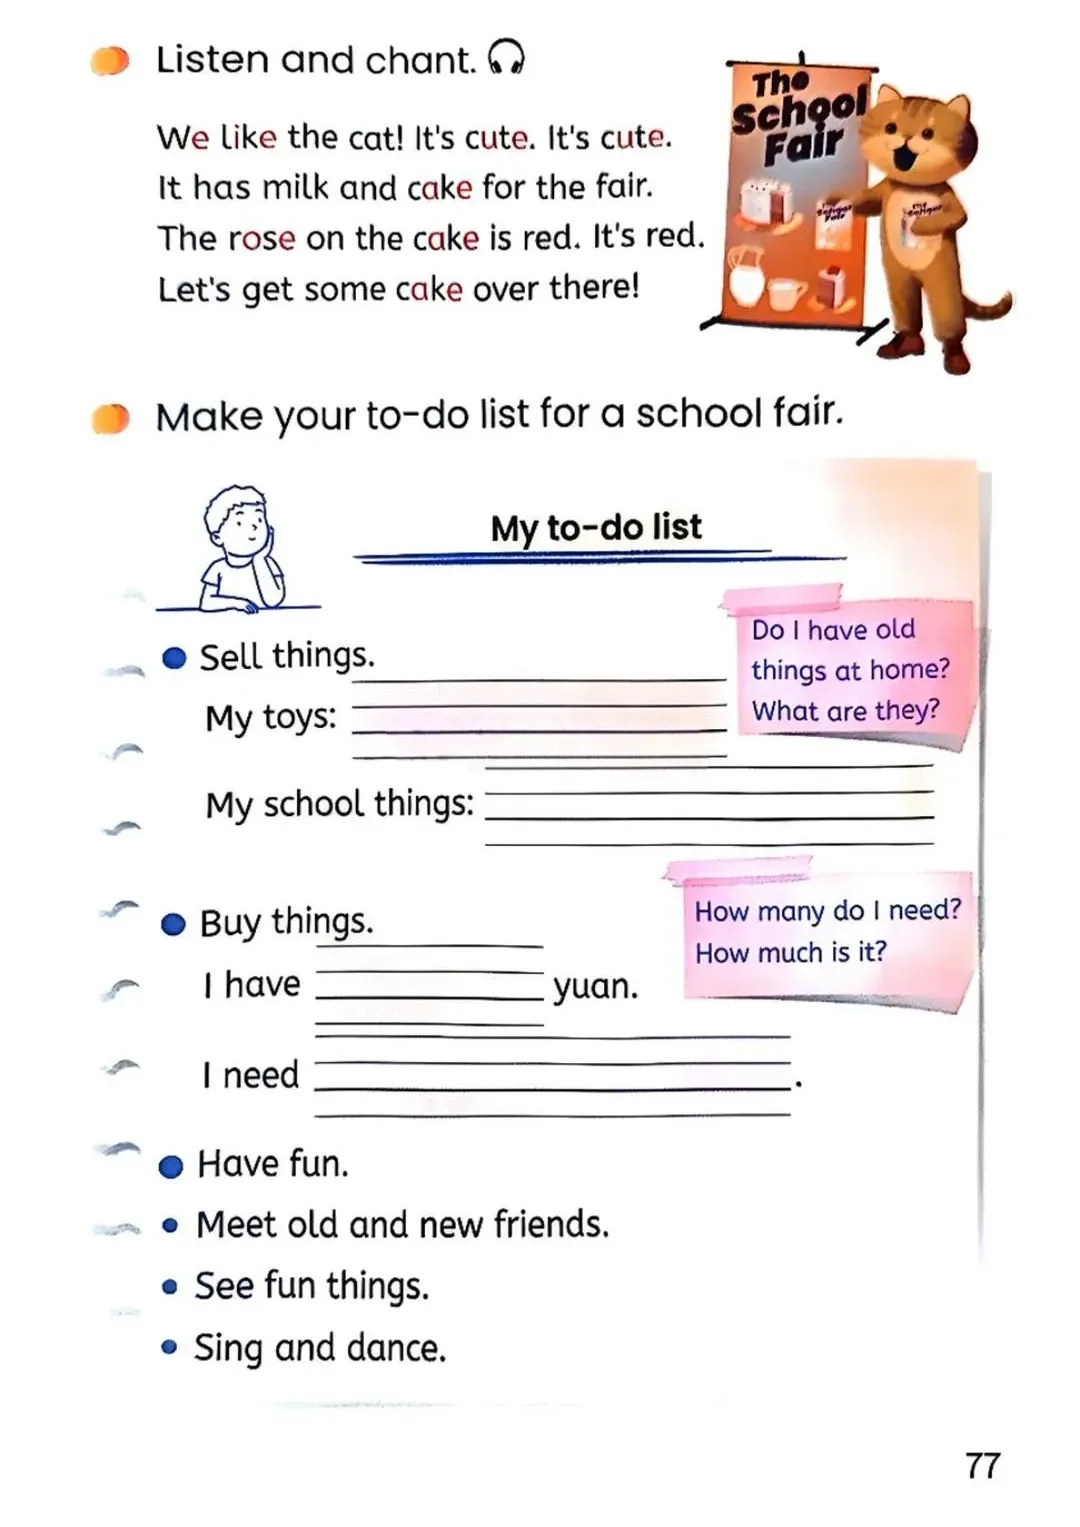 Listen and chant.
We like the cat! It's cute. It's cute.
It has milk and cake for the fair.
The rose on the cake is red. It's red.
Let's get some cake over there!
The
School
Fair
Make your to-do list for a school fair.
My to-do list
Sell things.
Do I have old
things at home?
What are they?
My toys:
My school things:
Buy things.
How many do I need?
How much is it?
I have yuan.
I need .
Have fun.
Meet old and new friends.
See fun things.
Sing and dance.
77